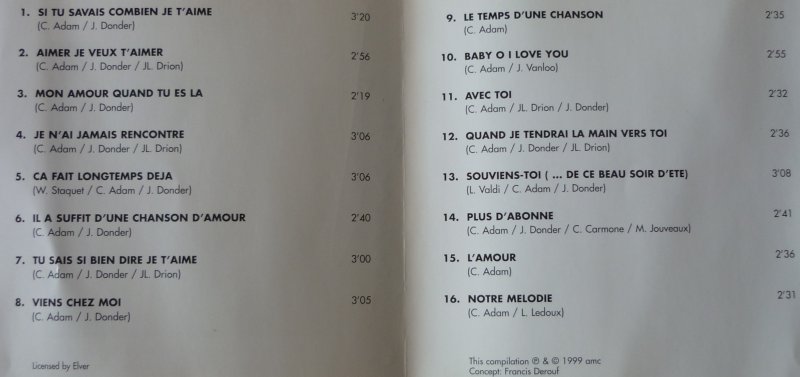 1. SI TU SAVAIS COMBIEN JE T'AIME 3'20
(C. Adam / J. Donder)
2. AIMER JE VEUX T'AIMER 2'56
(C. Adam / J. Donder / JL. Drion)
3. MON AMOUR QUAND TU ES LA 2'19
(C. Adam / J. Donder)
4. JE N'AI JAMAIS RENCONTRE 3'06
(C. Adam / J. Donder / JL. Drion)
5. CA FAIT LONGTEMPS DEJA 3'06
(W. Staquet / C. Adam / J. Donder)
6. IL A SUFFIT D'UNE CHANSON D'AMOUR 2'40
(C. Adam / J. Donder)
7. TU SAIS SI BIEN DIRE JE T'AIME 3'00
(C. Adam / J. Donder / JL. Drion)
8. VIENS CHEZ MOI 3'05
(C. Adam / J. Donder)
Licensed by Elver
9. LE TEMPS D'UNE CHANSON 2'35
(C. Adam)
10. BABY O I LOVE YOU 2'55
(C. Adam / J. Vanloo)
11. AVEC TOI 2'32
(C. Adam / JL. Drion / J. Donder)
12. QUAND JE TENDRAI LA MAIN VERS TOI 2'36
(C. Adam / J. Donder / JL. Drion)
13. SOUVIENS-TOI ( ... DE CE BEAU SOIR D'ETE) 3'08
(L. Valdi / C. Adam / J. Donder)
14. PLUS D'ABONNE 2'41
(C. Adam / J. Donder / C. Carmone / M. Jouveaux)
15. L'AMOUR 2'36
(C. Adam)
16. NOTRE MELODIE 2'31
(C. Adam / L. Ledoux)
This compilation ℗ & © 1999 amc
Concept: Francis Derouf